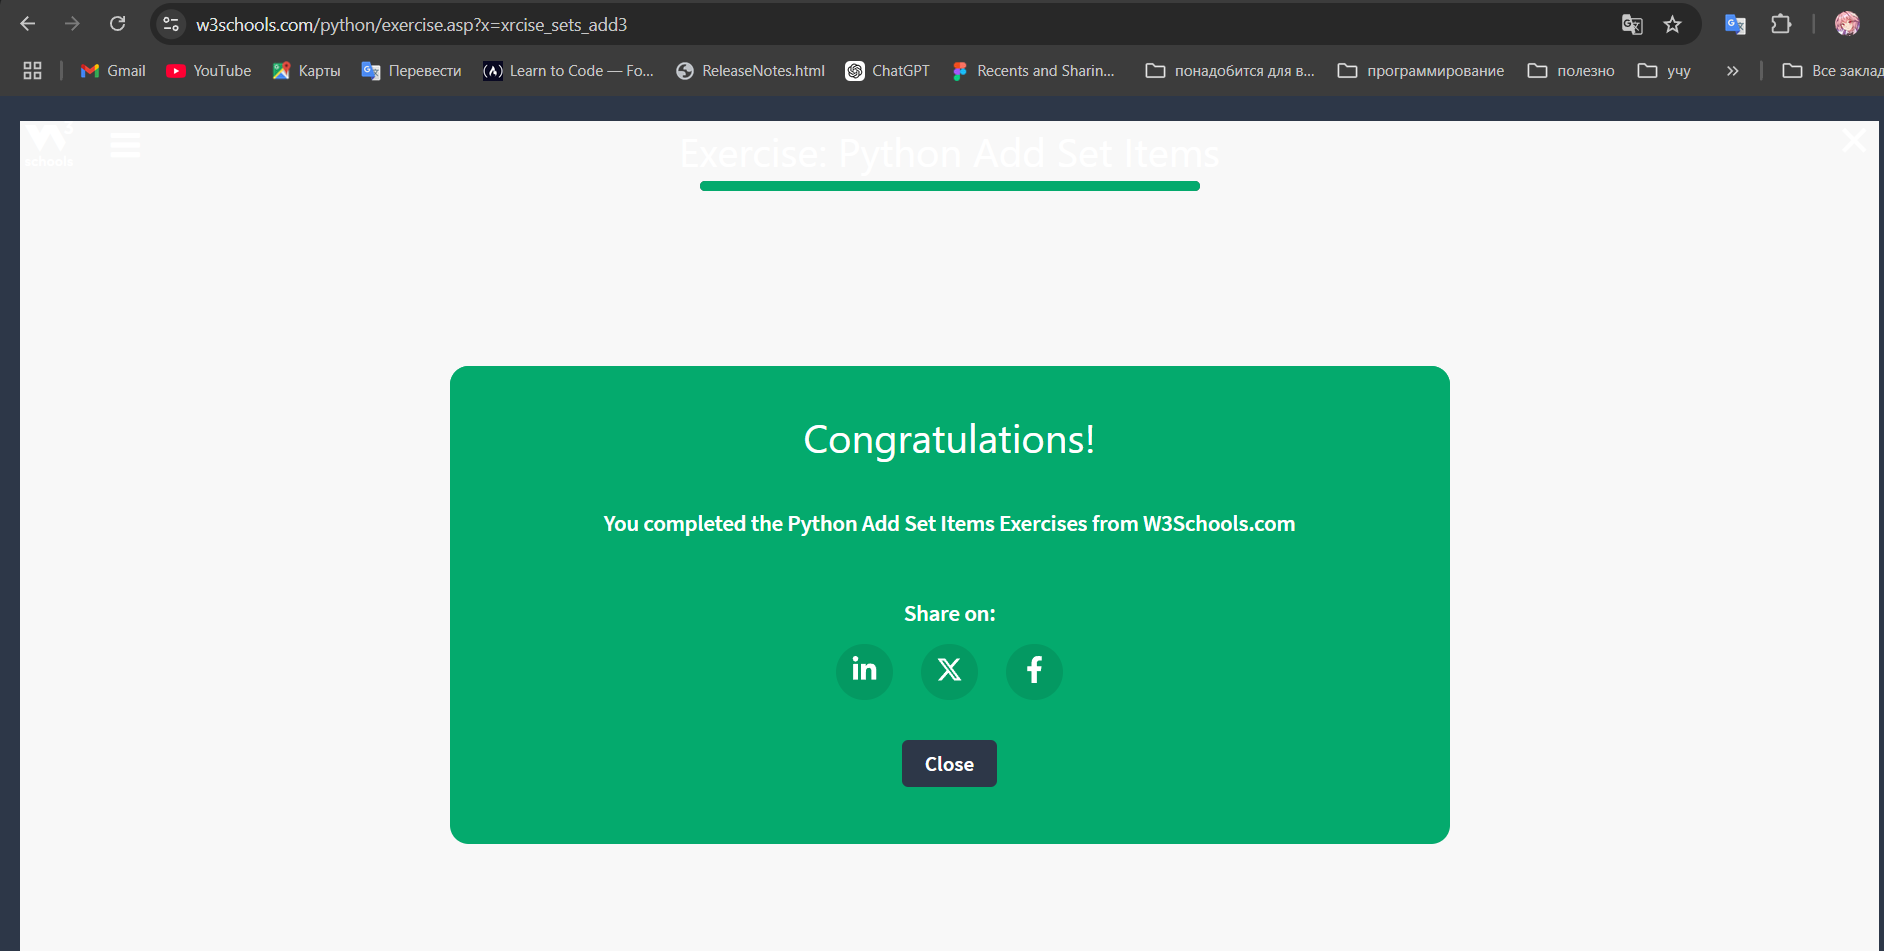 w3schools.com/python/exercise.asp?x=xrcise_sets_add3
Gmail
YouTube
Карты
Перевести
Learn to Code — Fo...
ReleaseNotes.html
ChatGPT
Recents and Sharin...
понадобится для в...
программирование
полезно
учу
»
Все заклад
W3
schools
Exercise: Python Add Set Items
Congratulations!
You completed the Python Add Set Items Exercises from W3Schools.com
Share on:
Close